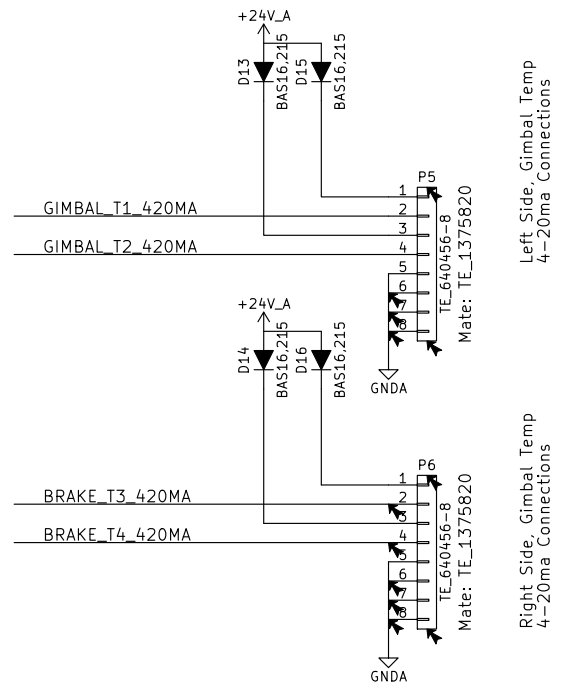 +24V_A
D13
BAS16,215
D15
BAS16,215
Left Side, Gimbal Temp
4-20ma Connections
P5
1
GIMBAL_T1_420MA
2
3
GIMBAL_T2_420MA
4
5
6
7
8
TE_640456-8
Mate: TE_1375820
GNDA
+24V_A
D14
BAS16,215
D16
BAS16,215
Right Side, Gimbal Temp
4-20ma Connections
P6
1
BRAKE_T3_420MA
2
3
BRAKE_T4_420MA
4
5
6
7
8
TE_640456-8
Mate: TE_1375820
GNDA